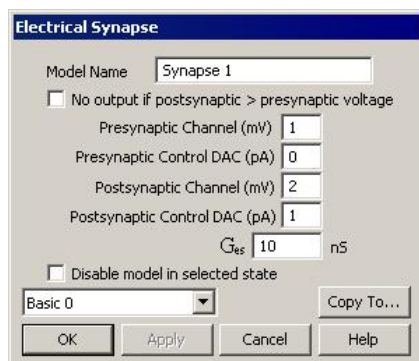 Electrical Synapse
Model Name Synapse 1
No output if postsynaptic > presynaptic voltage
Presynaptic Channel (mV) 1
Presynaptic Control DAC (pA) 0
Postsynaptic Channel (mV) 2
Postsynaptic Control DAC (pA) 1
Ges 10 nS
Disable model in selected state
Basic 0 Copy To...
OK Apply Cancel Help